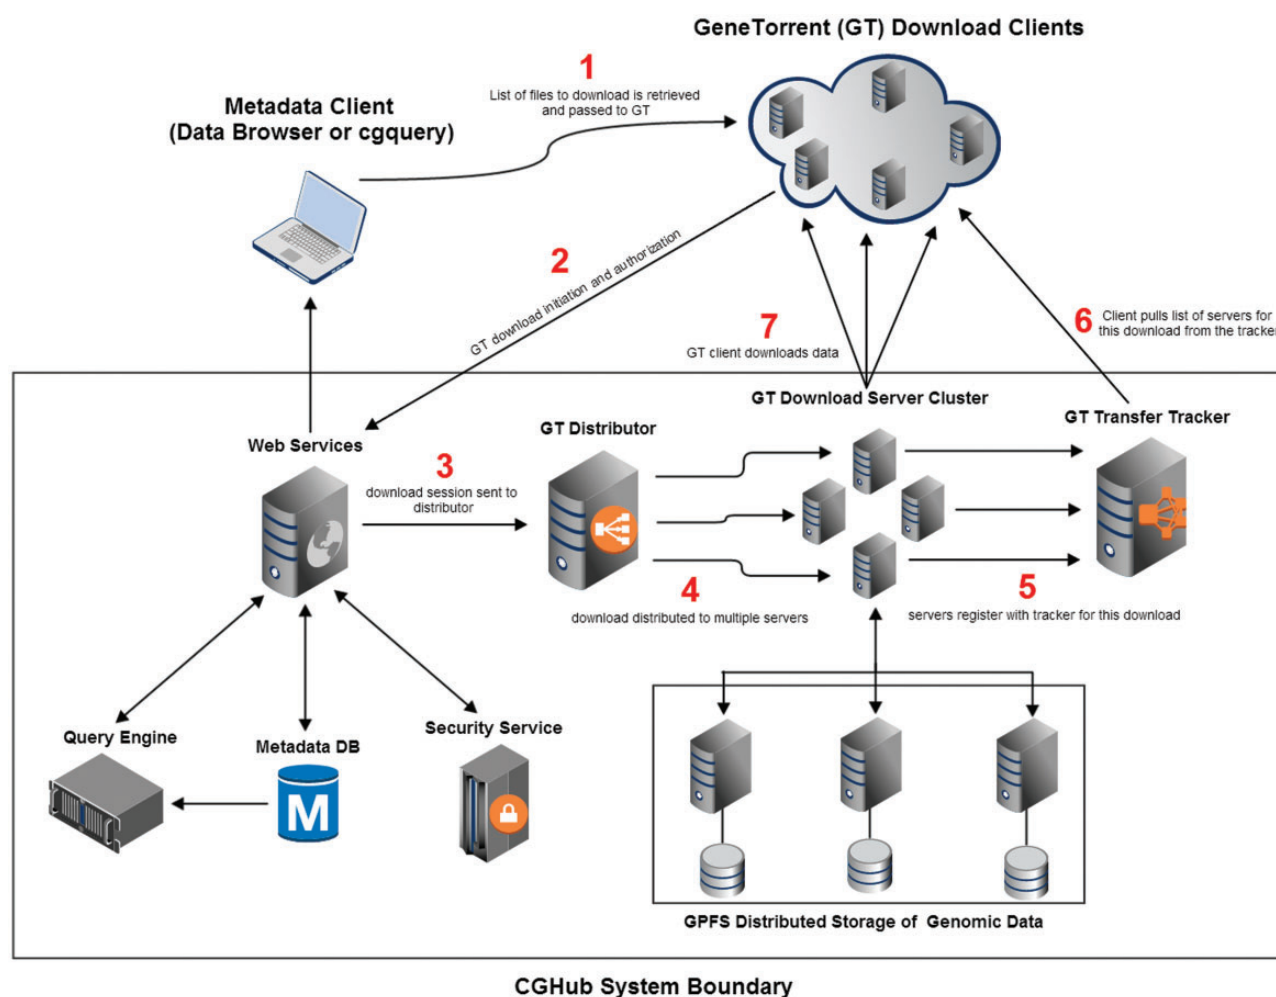 GeneTorrent (GT) Download Clients
1
List of files to download is retrieved
and passed to GT
Metadata Client
(Data Browser or cgquery)
2
GT download initiation and authorization
7
GT client downloads data
6
Client pulls list of servers for
this download from the tracker
GT Download Server Cluster
GT Transfer Tracker
GT Distributor
Web Services
3
download session sent to
distributor
4
download distributed to multiple servers
5
servers register with tracker for this download
Query Engine
Metadata DB
M
Security Service
GPFS Distributed Storage of Genomic Data
CGHub System Boundary